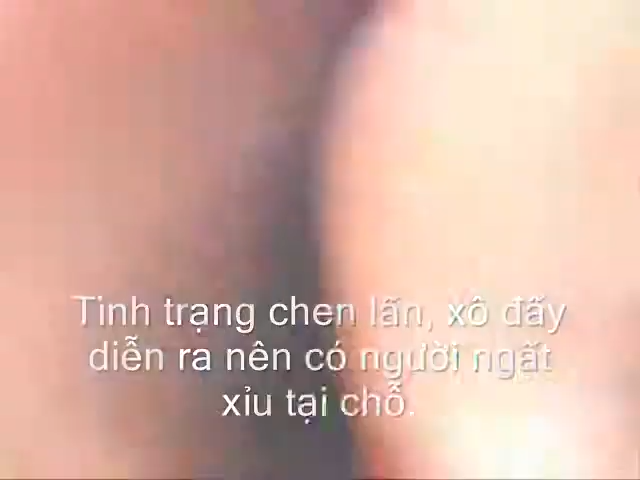 Tình trạng chen lấn, xô đẩy
diễn ra nên có người ngất
xỉu tại chỗ.